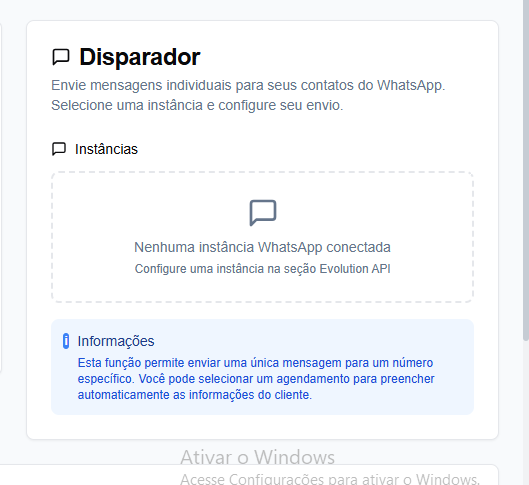 Disparador
Envie mensagens individuais para seus contatos do WhatsApp.
Selecione uma instância e configure seu envio.
Instâncias
Nenhuma instância WhatsApp conectada
Configure uma instância na seção Evolution API
Informações
Esta função permite enviar uma única mensagem para um número
específico. Você pode selecionar um agendamento para preencher
automaticamente as informações do cliente.
Ativar o Windows
Acesse Configurações para ativar o Windows.